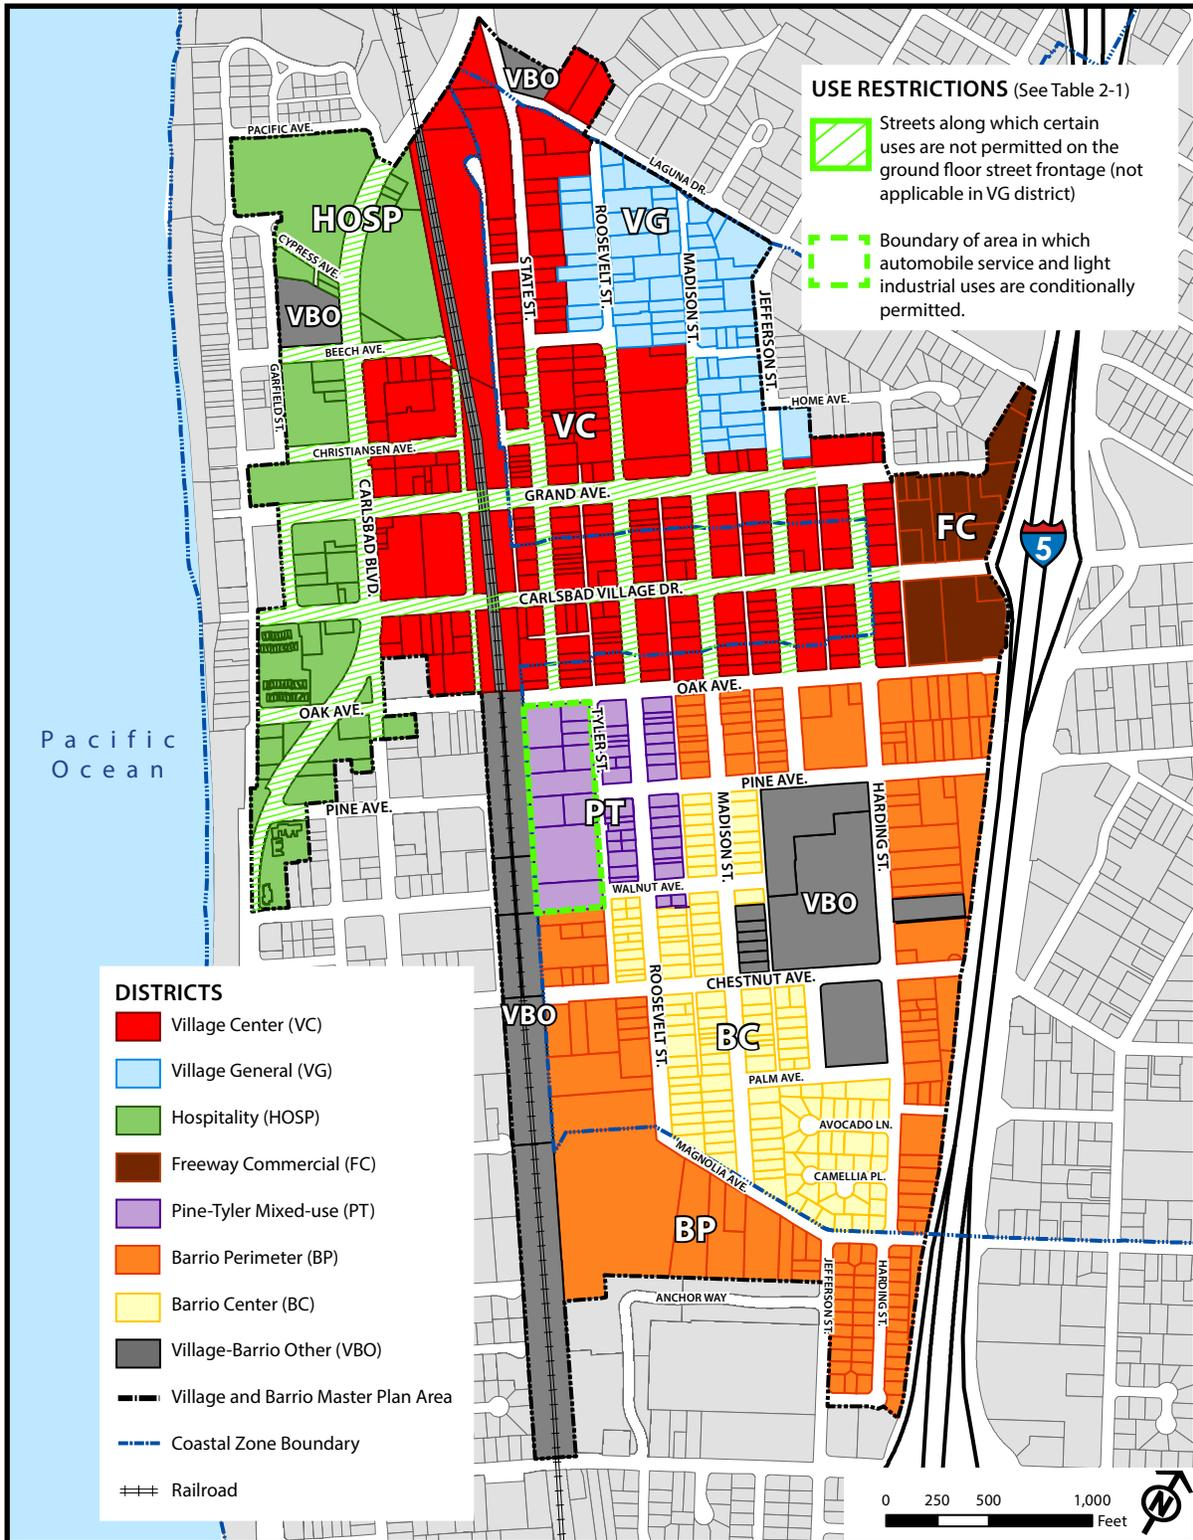 USE RESTRICTIONS (See Table 2-1)
Streets along which certain
uses are not permitted on the
ground floor street frontage (not
applicable in VG district)
Boundary of area in which
automobile service and light
industrial uses are conditionally
permitted.
VBO
PACIFIC AVE.
LAGUNA DR.
HOSP
VG
ROOSEVELT ST.
CYPRESS AVE.
STATE ST.
MADISON ST.
JEFFERSON ST.
VBO
BEECH AVE.
GARFIELD ST.
HOME AVE.
VC
CHRISTIANSEN AVE.
CARLSBAD BLVD.
GRAND AVE.
FC
5
CARLSBAD VILLAGE DR.
OAK AVE.
OAK AVE.
TYLER ST.
Pacific
Ocean
PINE AVE.
PINE AVE.
PT
MADISON ST.
HARDING ST.
WALNUT AVE.
VBO
ROOSEVELT ST.
CHESTNUT AVE.
VBO
BC
PALM AVE.
AVOCADO LN.
MAGNOLIA AVE.
CAMELLIA PL.
BP
JEFFERSON ST.
HARDING ST.
ANCHOR WAY
DISTRICTS
Village Center (VC)
Village General (VG)
Hospitality (HOSP)
Freeway Commercial (FC)
Pine-Tyler Mixed-use (PT)
Barrio Perimeter (BP)
Barrio Center (BC)
Village-Barrio Other (VBO)
Village and Barrio Master Plan Area
Coastal Zone Boundary
Railroad
0 250 500 1,000
Feet
N